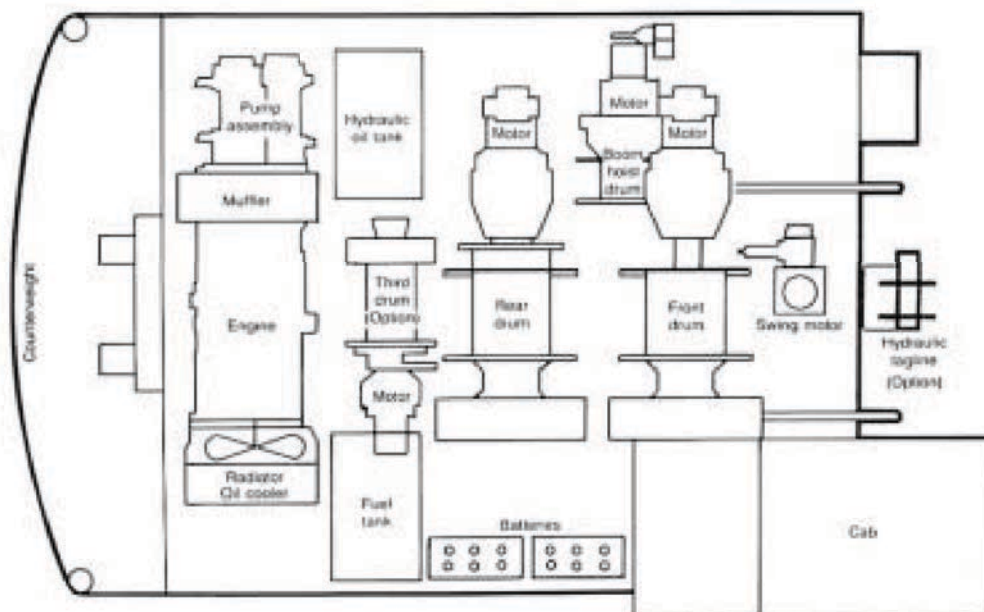 Pump
assembly
Hydraulic
oil tank
Motor
Motor
Motor
Boom
hoist
drum
Muffler
Counterweight
Engine
Third
drum
(Option)
Rear
drum
Front
drum
Swing motor
Hydraulic
tagline
(Option)
Motor
Radiator
Oil cooler
Fuel
tank
Batteries
Cab